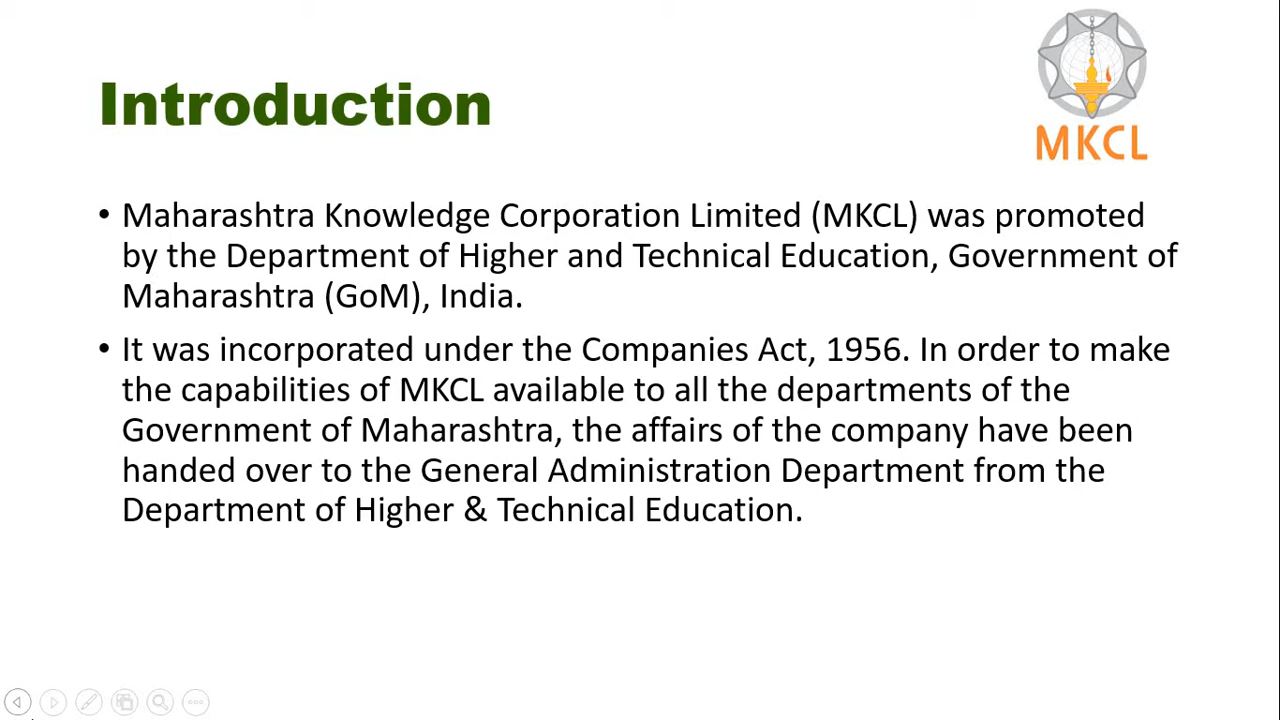 MKCL
Introduction
• Maharashtra Knowledge Corporation Limited (MKCL) was promoted
by the Department of Higher and Technical Education, Government of
Maharashtra (GoM), India.
• It was incorporated under the Companies Act, 1956. In order to make
the capabilities of MKCL available to all the departments of the
Government of Maharashtra, the affairs of the company have been
handed over to the General Administration Department from the
Department of Higher & Technical Education.